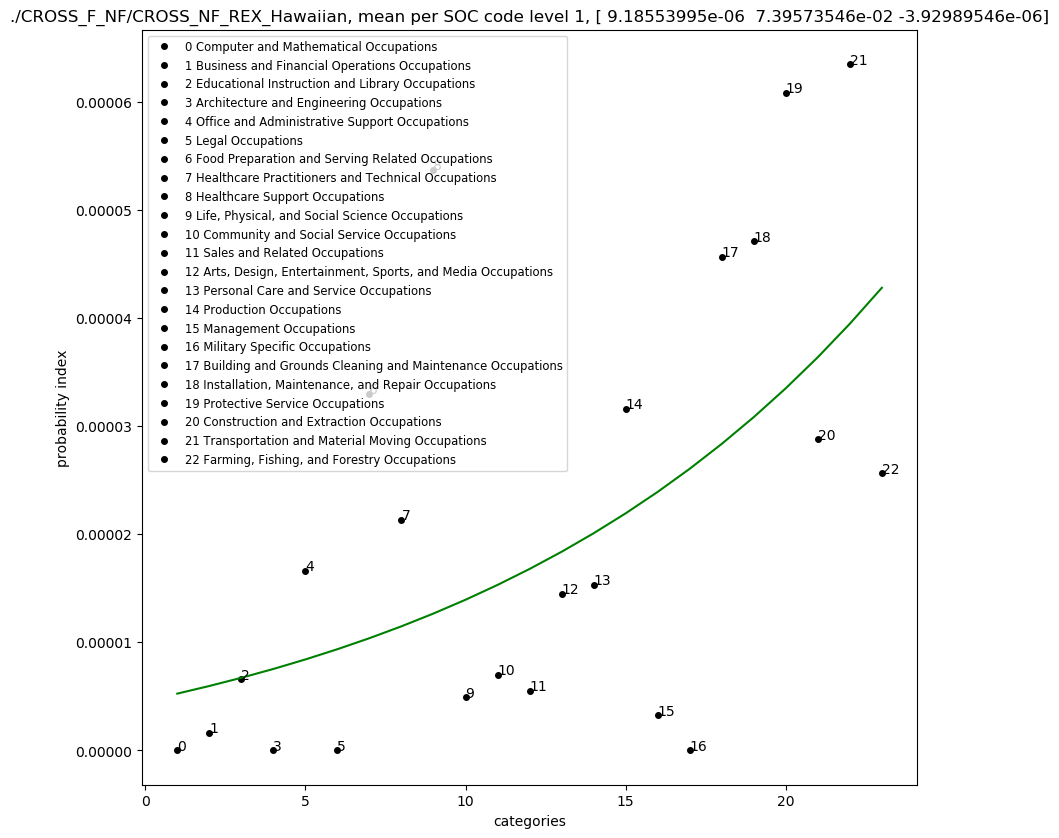 ./CROSS_F_NF/CROSS_NF_REX_Hawaiian, mean per SOC code level 1, [ 9.18553995e-06  7.39573546e-02 -3.92989546e-06]
0 Computer and Mathematical Occupations
1 Business and Financial Operations Occupations
2 Educational Instruction and Library Occupations
3 Architecture and Engineering Occupations
4 Office and Administrative Support Occupations
5 Legal Occupations
6 Food Preparation and Serving Related Occupations
7 Healthcare Practitioners and Technical Occupations
8 Healthcare Support Occupations
9 Life, Physical, and Social Science Occupations
10 Community and Social Service Occupations
11 Sales and Related Occupations
12 Arts, Design, Entertainment, Sports, and Media Occupations
13 Personal Care and Service Occupations
14 Production Occupations
15 Management Occupations
16 Military Specific Occupations
17 Building and Grounds Cleaning and Maintenance Occupations
18 Installation, Maintenance, and Repair Occupations
19 Protective Service Occupations
20 Construction and Extraction Occupations
21 Transportation and Material Moving Occupations
22 Farming, Fishing, and Forestry Occupations
0.00006
0.00005
0.00004
0.00003
0.00002
0.00001
0.00000
probability index
21
19
18
17
14
20
22
7
4
13
12
2
10
9
11
15
1
0
3
5
16
0
5
10
15
20
categories